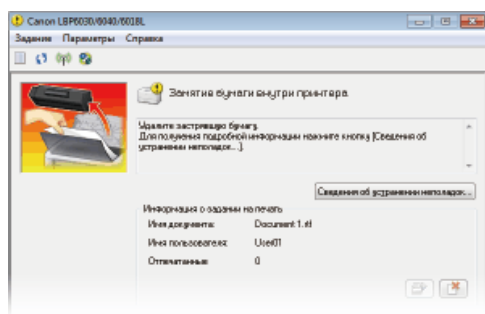 Canon LBP6030/6040/6018L
Задание Параметры Справка
Замятие бумаги внутри принтера
Удалите застрявшую бумагу.
Для получения подробной информации нажмите кнопку [Сведения об
устранении неполадок...].
Сведения об устранении неполадок...
Информация о задании на печать
Имя документа: Document 1.rtf
Имя пользователя: User01
Отпечатанные: 0